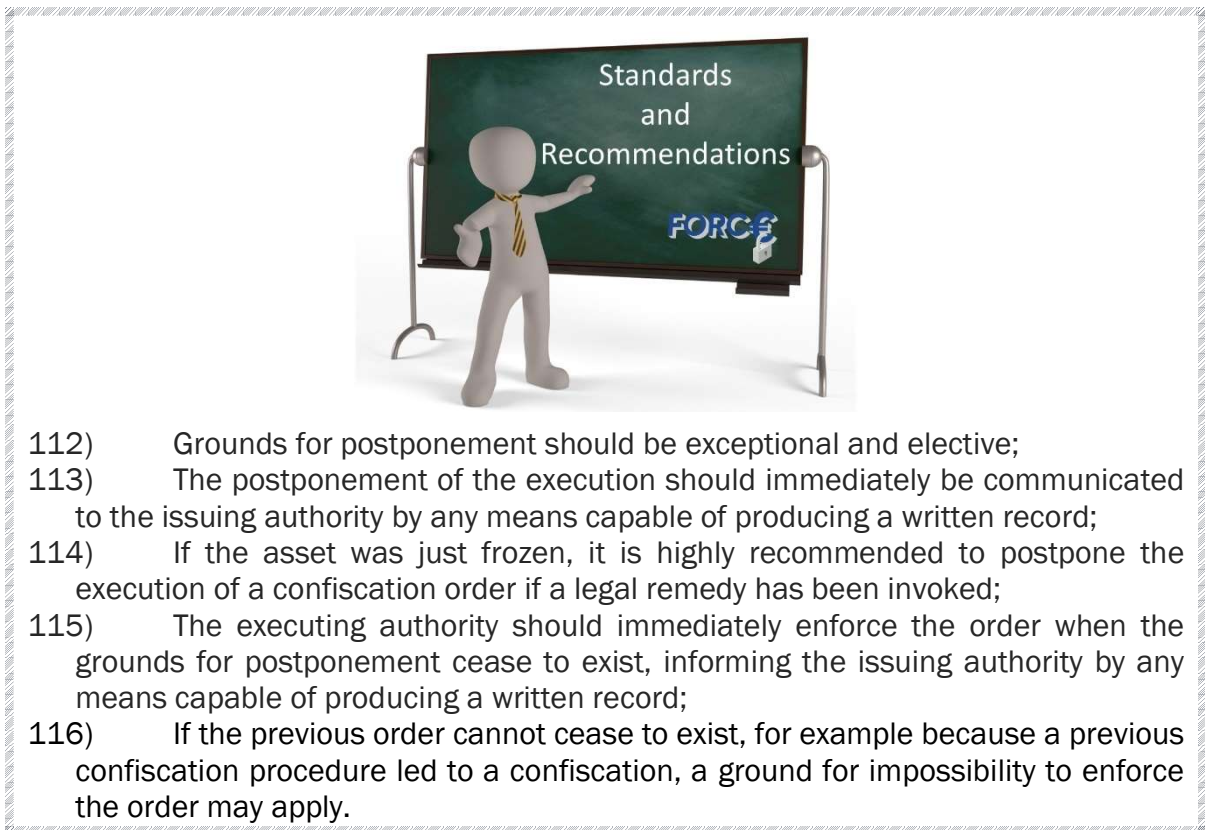 Standards
and
Recommendations
FORC€
112) Grounds for postponement should be exceptional and elective;
113) The postponement of the execution should immediately be communicated
to the issuing authority by any means capable of producing a written record;
114) If the asset was just frozen, it is highly recommended to postpone the
execution of a confiscation order if a legal remedy has been invoked;
115) The executing authority should immediately enforce the order when the
grounds for postponement cease to exist, informing the issuing authority by any
means capable of producing a written record;
116) If the previous order cannot cease to exist, for example because a previous
confiscation procedure led to a confiscation, a ground for impossibility to enforce
the order may apply.